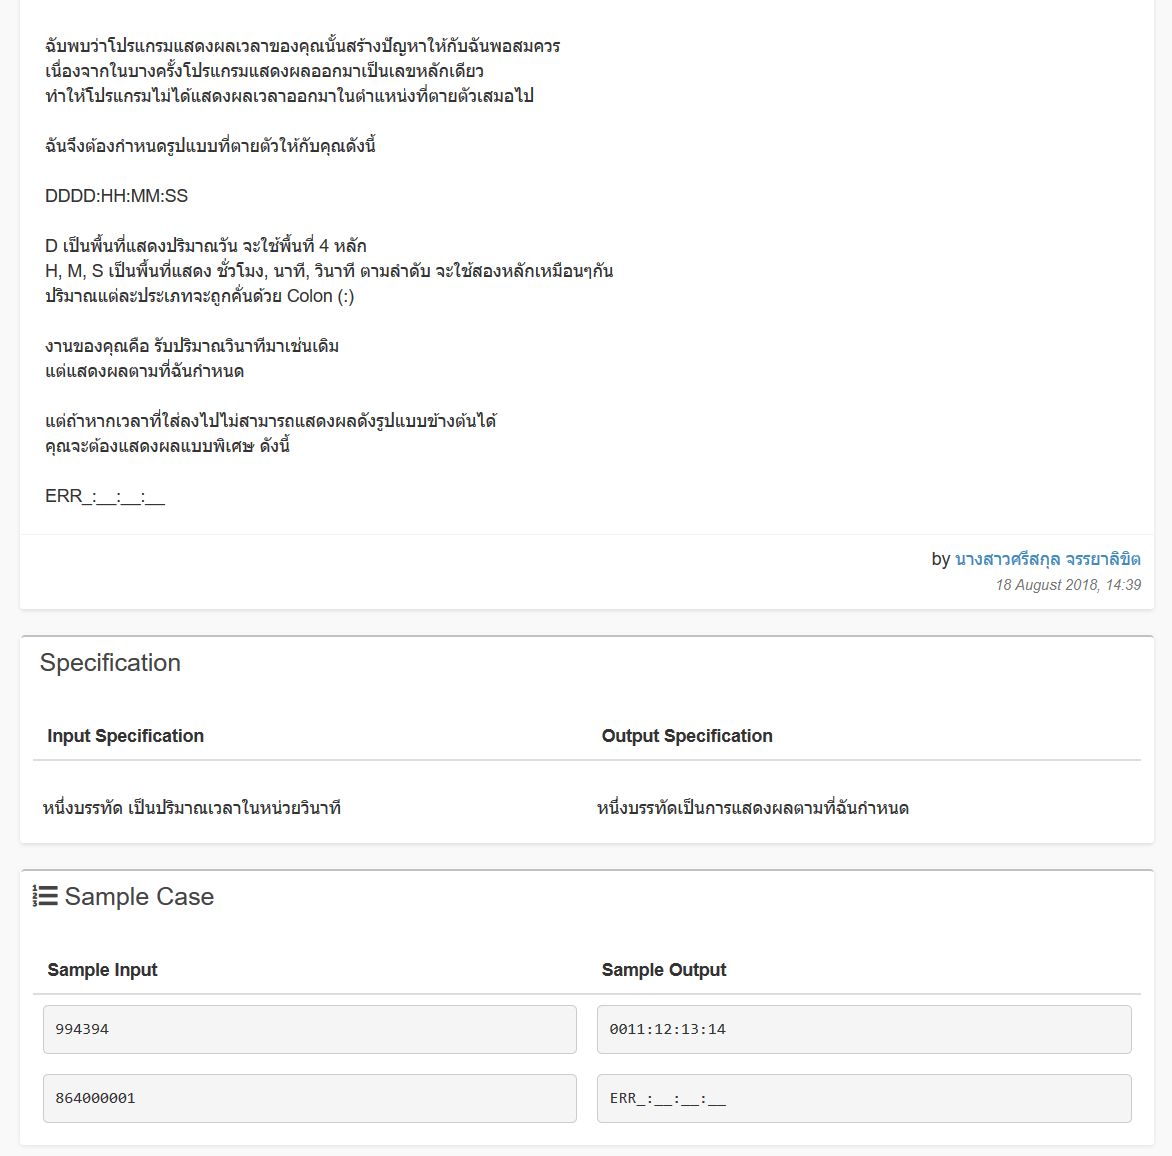 ฉับพบว่าโปรแกรมแสดงผลเวลาของคุณนั้นสร้างปัญหาให้กับฉันพอสมควร
เนื่องจากในบางครั้งโปรแกรมแสดงผลออกมาเป็นเลขหลักเดียว
ทำให้โปรแกรมไม่ได้แสดงผลเวลาออกมาในตำแหน่งที่ตายตัวเสมอไป
ฉันจึงต้องกำหนดรูปแบบที่ตายตัวให้กับคุณดังนี้
DDDD:HH:MM:SS
D เป็นพื้นที่แสดงปริมาณวัน จะใช้พื้นที่ 4 หลัก
H, M, S เป็นพื้นที่แสดง ชั่วโมง, นาที, วินาที ตามลำดับ จะใช้สองหลักเหมือนๆกัน
ปริมาณแต่ละประเภทจะถูกคั่นด้วย Colon (:)
งานของคุณคือ รับปริมาณวินาทีมาเช่นเดิม
แต่แสดงผลตามที่ฉันกำหนด
แต่ถ้าหากเวลาที่ใส่ลงไปไม่สามารถแสดงผลดังรูปแบบข้างต้นได้
คุณจะต้องแสดงผลแบบพิเศษ ดังนี้
ERR_:__:__:__
by นางสาวศรีสกุล จรรยาลิขิต
18 August 2018, 14:39
Specification
Input Specification
Output Specification
หนึ่งบรรทัด เป็นปริมาณเวลาในหน่วยวินาที
หนึ่งบรรทัดเป็นการแสดงผลตามที่ฉันกำหนด
Sample Case
Sample Input
Sample Output
994394
0011:12:13:14
864000001
ERR_:__:__:__